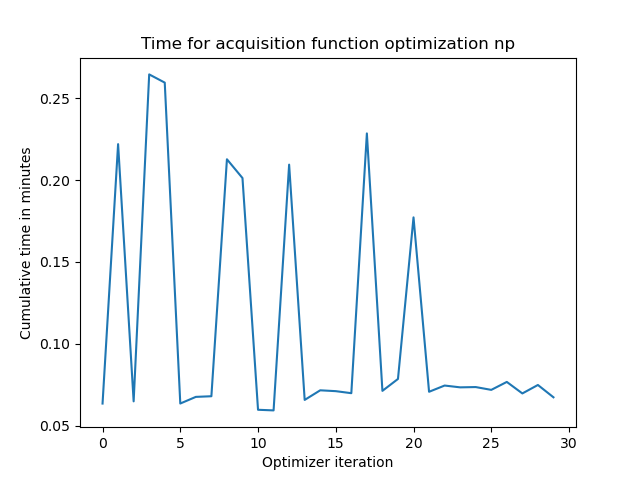 Time for acquisition function optimization np
0.25
0.20
0.15
0.10
0.05
Cumulative time in minutes
0 5 10 15 20 25 30
Optimizer iteration